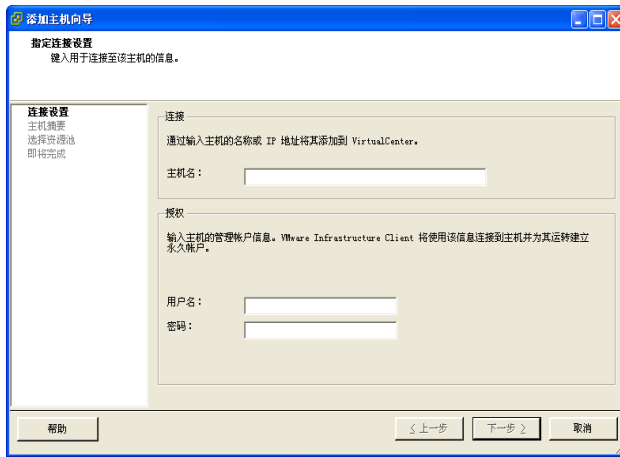 添加主机向导
指定连接设置
键入用于连接至该主机的信息。
连接设置
主机摘要
选择资源池
即将完成
连接
通过输入主机的名称或 IP 地址将其添加到 VirtualCenter。
主机名：
授权
输入主机的管理帐户信息。VMware Infrastructure Client 将使用该信息连接到主机并为其运转建立
永久帐户。
用户名：
密码：
帮助
≤ 上一步
下一步 ≥
取消